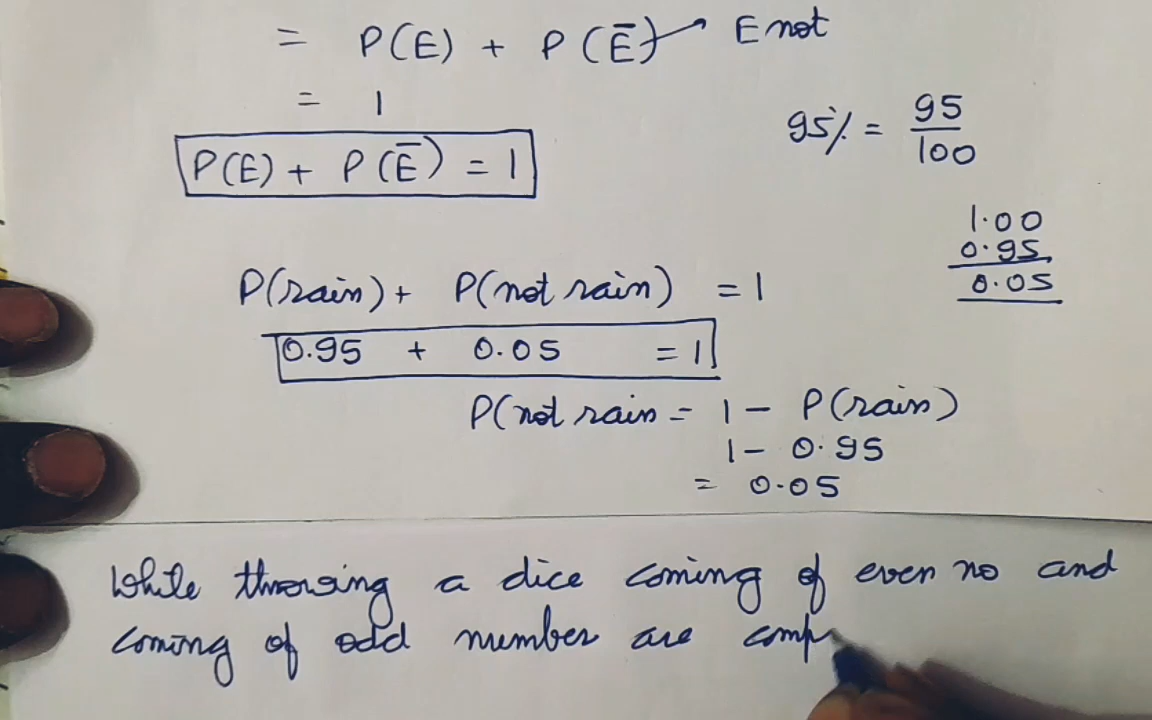 = P(E) + P(Ē) E not
= 1
95% = 95/100
P(E) + P(Ē) = 1
1.00
0.95
0.05
P(rain) + P(not rain) = 1
0.95 + 0.05 = 1
P(not rain = 1 - P(rain)
1 - 0.95
= 0.05
While throwing a dice coming of even no and
coming of odd number are comp